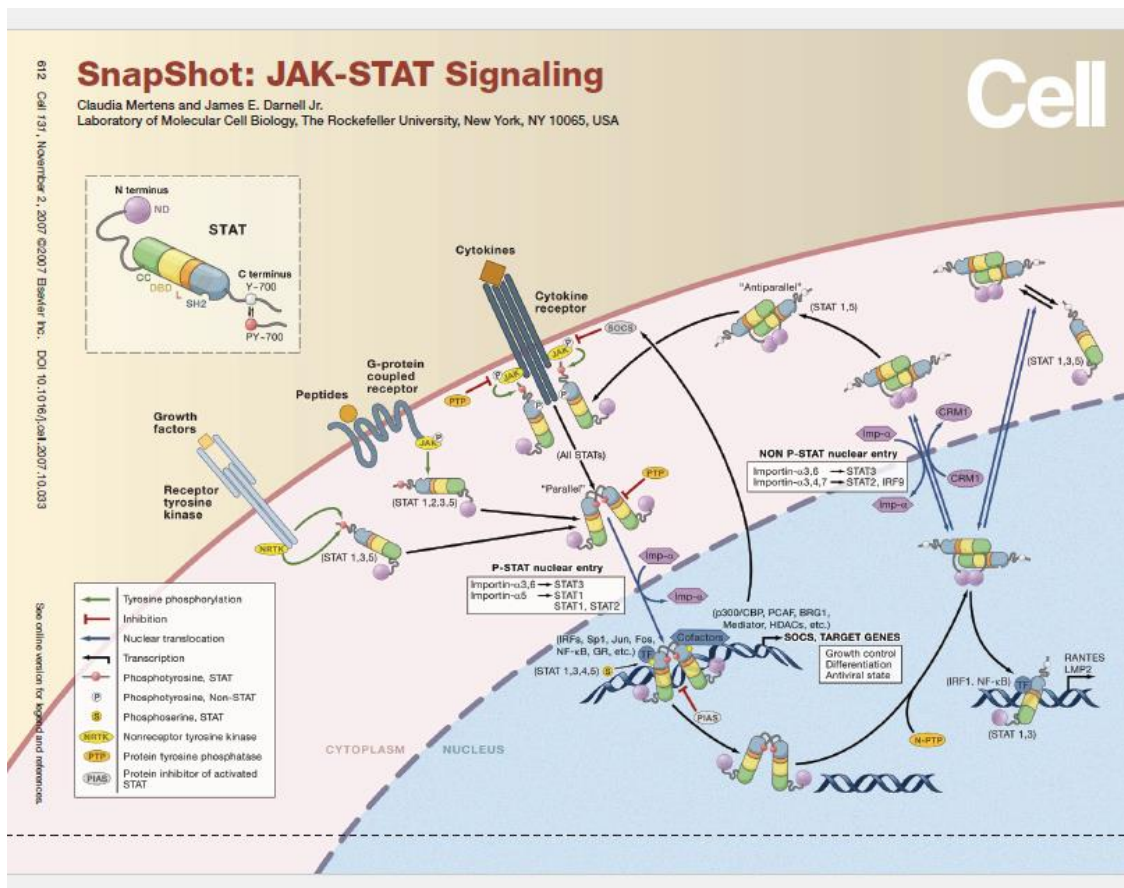 SnapShot: JAK-STAT Signaling
Cell
Claudia Mertens and James E. Darnell Jr.
Laboratory of Molecular Cell Biology, The Rockefeller University, New York, NY 10065, USA
612 Cell 131, November 2, 2007 ©2007 Elsevier Inc. DOI 10.1016/j.cell.2007.10.033
See online version for legend and references.
N terminus
ND
STAT
CC
DBD
L
SH2
C terminus
Y-700
PY-700
Cytokines
Cytokine
receptor
G-protein
coupled
receptor
Peptides
Growth
factors
Receptor
tyrosine
kinase
JAK
P
JAK
P
SOCS
PTP
P
P
JAK
P
(All STATs)
"Antiparallel"
(STAT 1,5)
(STAT 1,3,5)
(STAT 1,2,3,5)
"Parallel"
PTP
NRTK
(STAT 1,3,5)
Imp-α
CRM1
NON P-STAT nuclear entry
Importin-α3,6 → STAT3
Importin-α3,4,7 → STAT2, IRF9
CRM1
Imp-α
P-STAT nuclear entry
Importin-α3,6 → STAT3
Importin-α5 → STAT1
STAT1, STAT2
Imp-α
Imp-α
(p300/CBP, PCAF, BRG1,
Mediator, HDACs, etc.)
(IRFs, Sp1, Jun, Fos,
NF-κB, GR, etc.)
TF
Cofactors
SOCS, TARGET GENES
Growth control
Differentiation
Antiviral state
(STAT 1,3,4,5)
S
PIAS
N-PTP
RANTES
LMP2
(IRF1, NF-κB)
TF
(STAT 1,3)
CYTOPLASM
NUCLEUS
Tyrosine phosphorylation
Inhibition
Nuclear translocation
Transcription
Phosphotyrosine, STAT
P Phosphotyrosine, Non-STAT
S Phosphoserine, STAT
NRTK Nonreceptor tyrosine kinase
PTP Protein tyrosine phosphatase
PIAS Protein inhibitor of activated
STAT